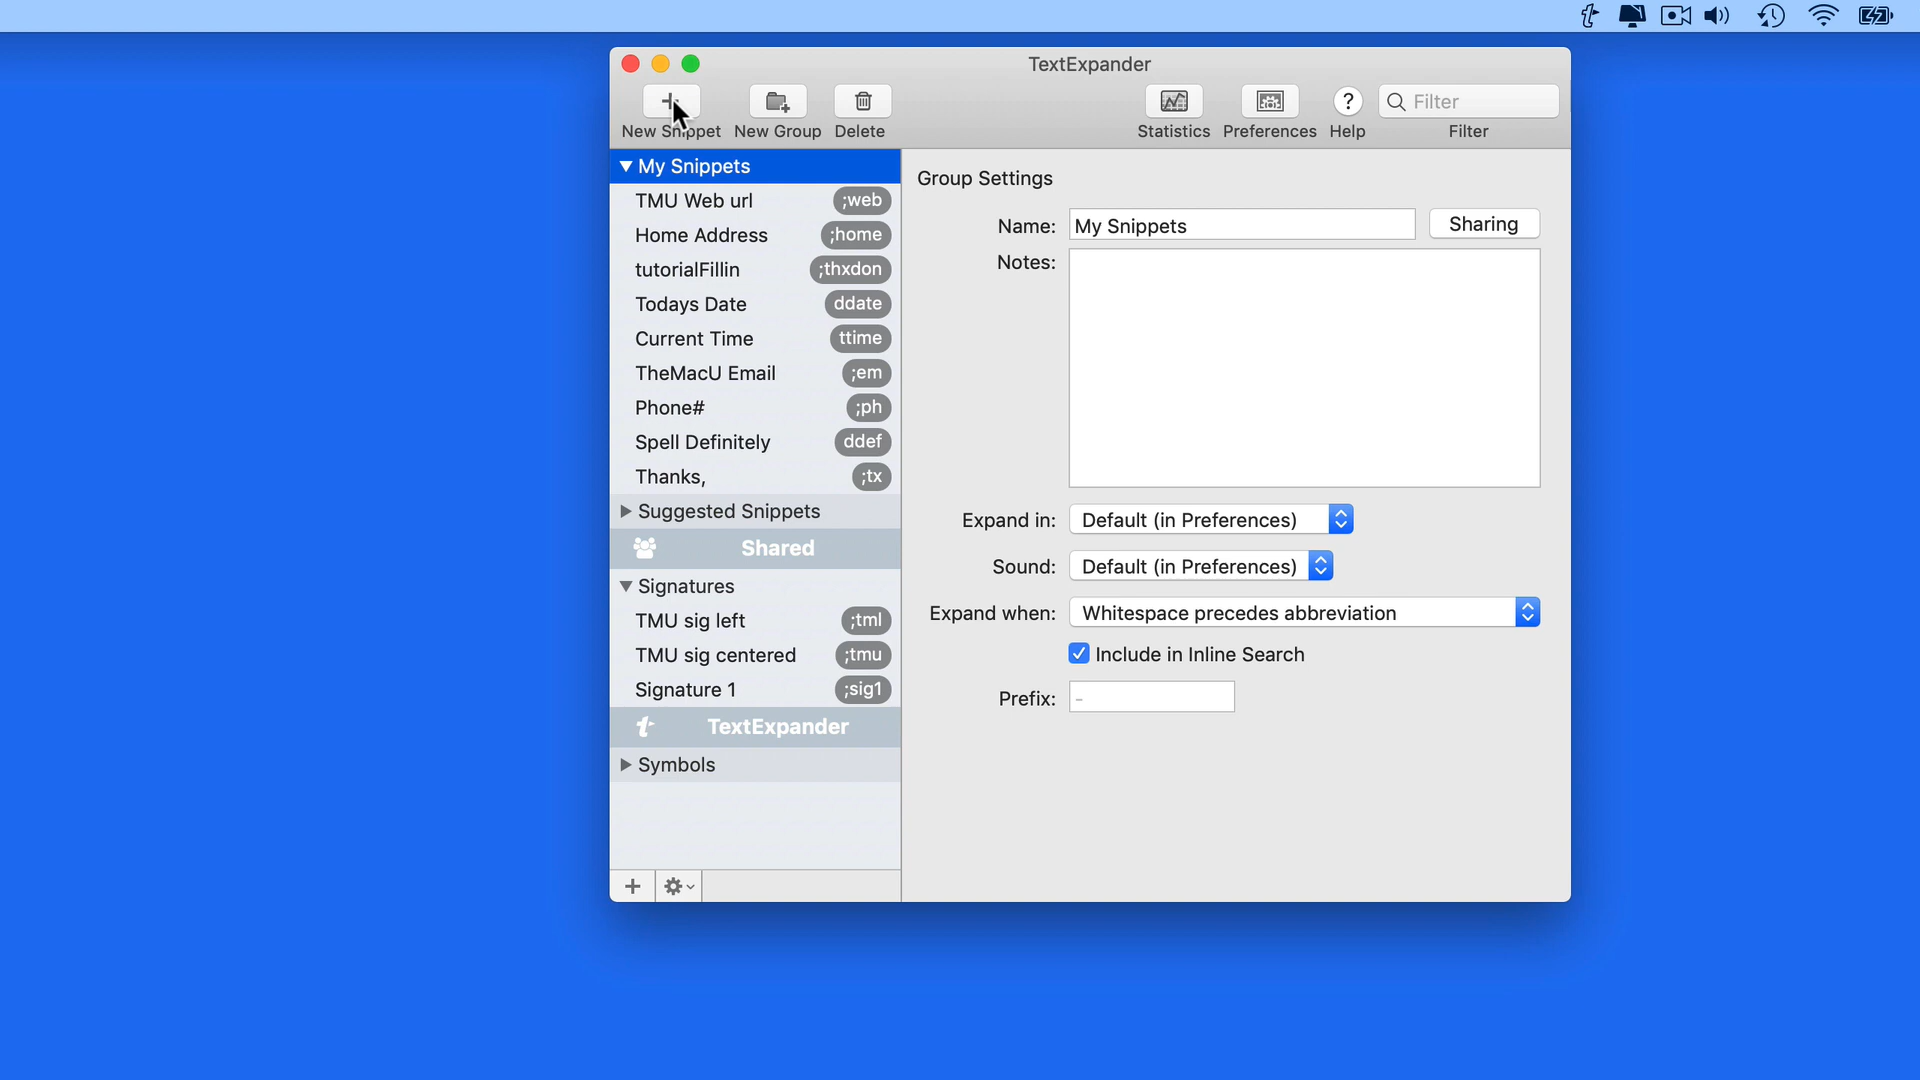 TextExpander
New Snippet
New Group
Delete
Statistics
Preferences
? Help
Filter
Filter
My Snippets
TMU Web url ;web
Home Address ;home
tutorialFillin ;thxdon
Todays Date ddate
Current Time ttime
TheMacU Email ;em
Phone# ;ph
Spell Definitely ddef
Thanks, ;tx
Suggested Snippets
Shared
Signatures
TMU sig left ;tml
TMU sig centered ;tmu
Signature 1 ;sig1
TextExpander
Symbols
Group Settings
Name: My Snippets Sharing
Notes:
Expand in: Default (in Preferences)
Sound: Default (in Preferences)
Expand when: Whitespace precedes abbreviation
Include in Inline Search
Prefix: -